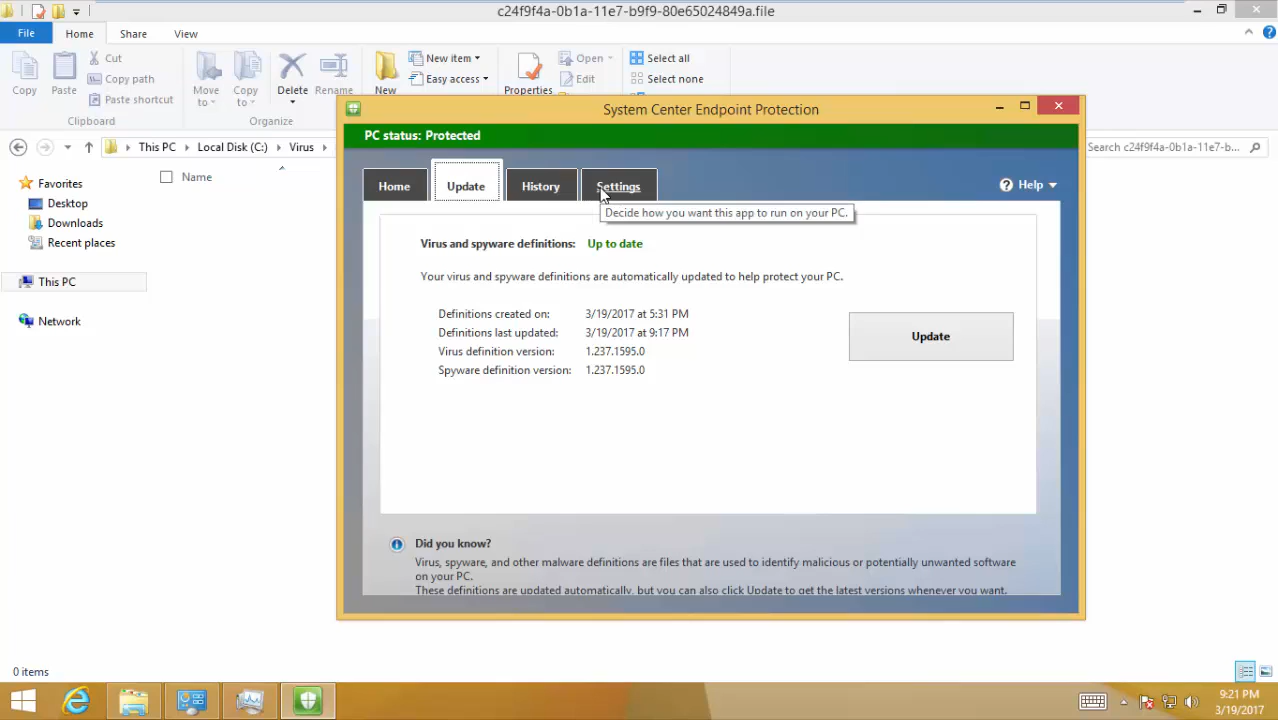 c24f9f4a-0b1a-11e7-b9f9-80e65024849a.file
File Home Share View
Copy Paste Cut Copy path Paste shortcut
Move to Copy to Delete Rename New New item Easy access
Properties Open Edit Select all Select none
Clipboard Organize
This PC Local Disk (C:) Virus
Search c24f9f4a-0b1a-11e7-b9f9-80e65024849a...
Favorites
Desktop
Downloads
Recent places
This PC
Network
Name
System Center Endpoint Protection
PC status: Protected
Home Update History Settings Help
Decide how you want this app to run on your PC.
Virus and spyware definitions: Up to date
Your virus and spyware definitions are automatically updated to help protect your PC.
Definitions created on: 3/19/2017 at 5:31 PM
Definitions last updated: 3/19/2017 at 9:17 PM
Virus definition version: 1.237.1595.0
Spyware definition version: 1.237.1595.0
Update
Did you know?
Virus, spyware, and other malware definitions are files that are used to identify malicious or potentially unwanted software
on your PC.
These definitions are updated automatically, but you can also click Update to get the latest versions whenever you want.
0 items
9:21 PM
3/19/2017